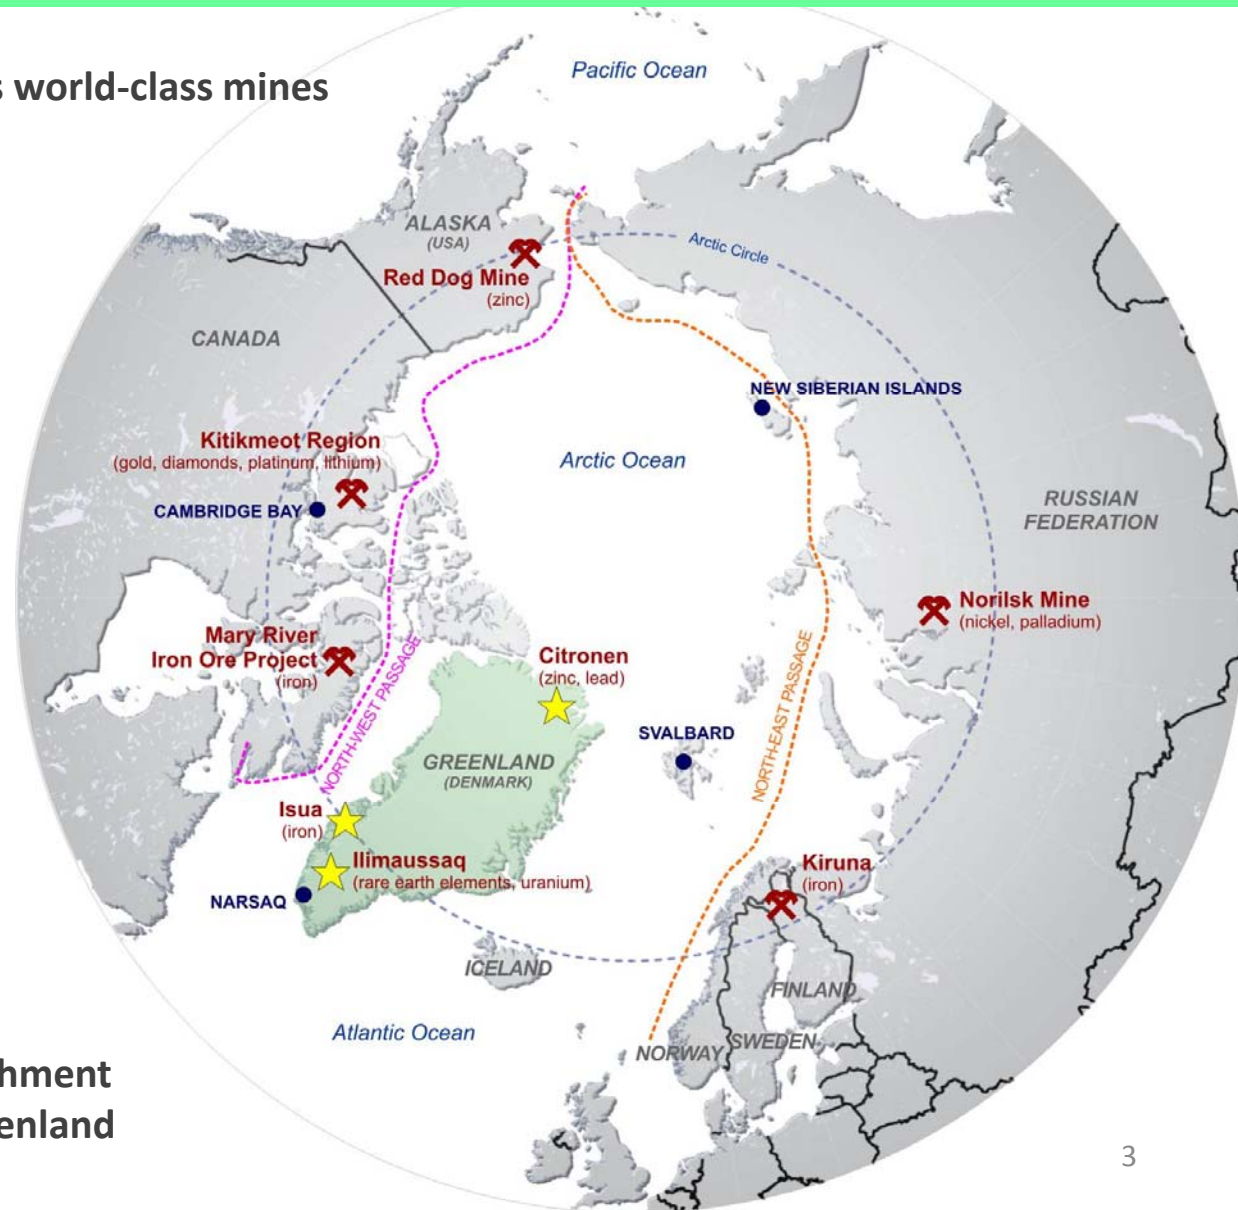 s world-class mines
Pacific Ocean
ALASKA
(USA)
Arctic Circle
Red Dog Mine
(zinc)
CANADA
NEW SIBERIAN ISLANDS
Kitikmeot Region
(gold, diamonds, platinum, lithium)
Arctic Ocean
CAMBRIDGE BAY
RUSSIAN
FEDERATION
Norilsk Mine
(nickel, palladium)
Mary River
Iron Ore Project
(iron)
NORTH-WEST PASSAGE
Citronen
(zinc, lead)
NORTH-EAST PASSAGE
SVALBARD
GREENLAND
(DENMARK)
Isua
(iron)
Ilimaussaq
(rare earth elements, uranium)
Kiruna
(iron)
NARSAQ
ICELAND
FINLAND
Atlantic Ocean
NORWAY
SWEDEN
chment
enland
3